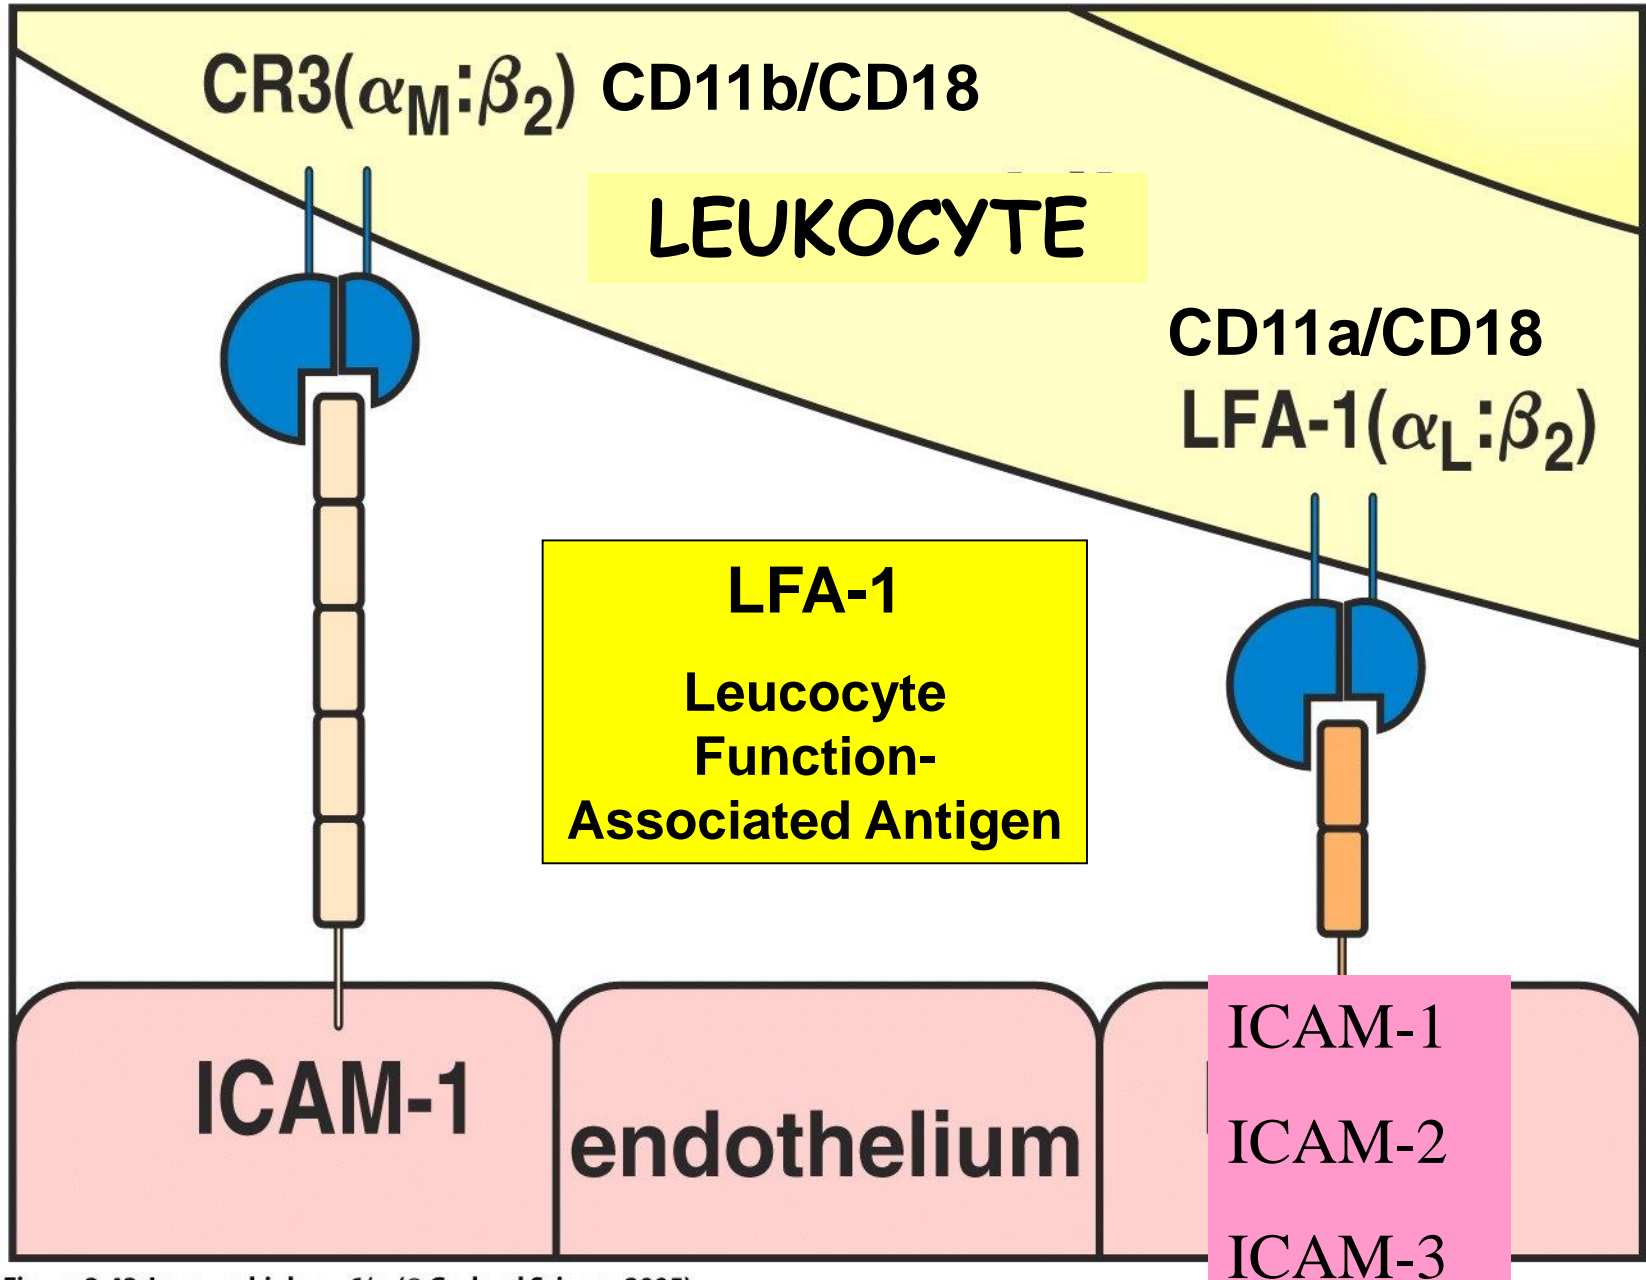 CR3(αM:β2) CD11b/CD18
LEUKOCYTE
CD11a/CD18
LFA-1(αL:β2)
LFA-1
Leucocyte
Function-
Associated Antigen
ICAM-1
endothelium
ICAM-1
ICAM-2
ICAM-3